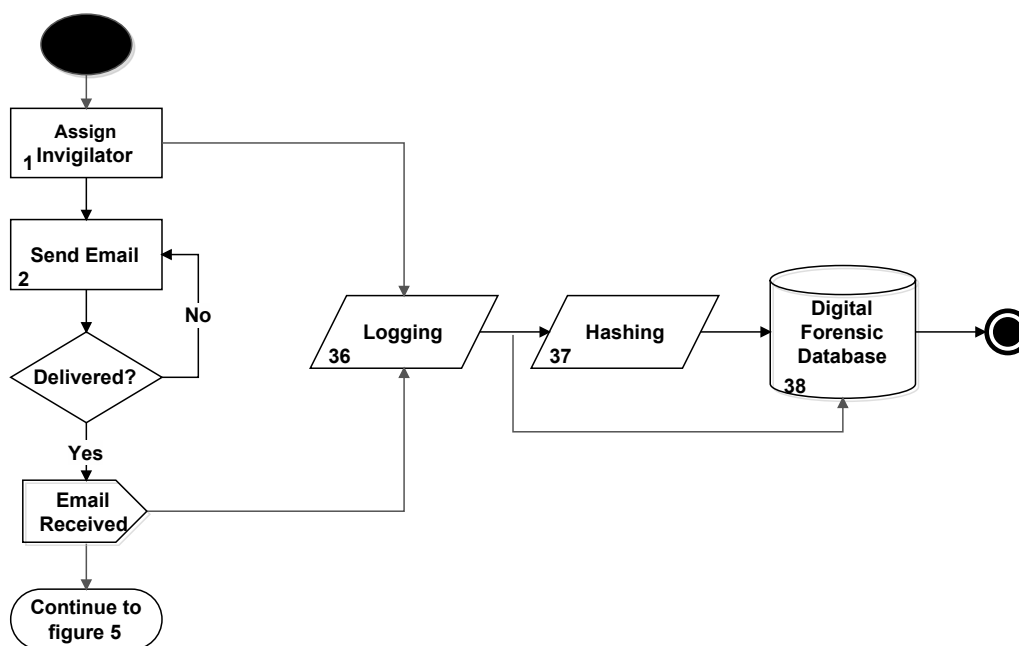 Assign
Invigilator
1
Send Email
2
No
Delivered?
Yes
Email
Received
Continue to
figure 5
Logging
36
Hashing
37
Digital
Forensic
Database
38